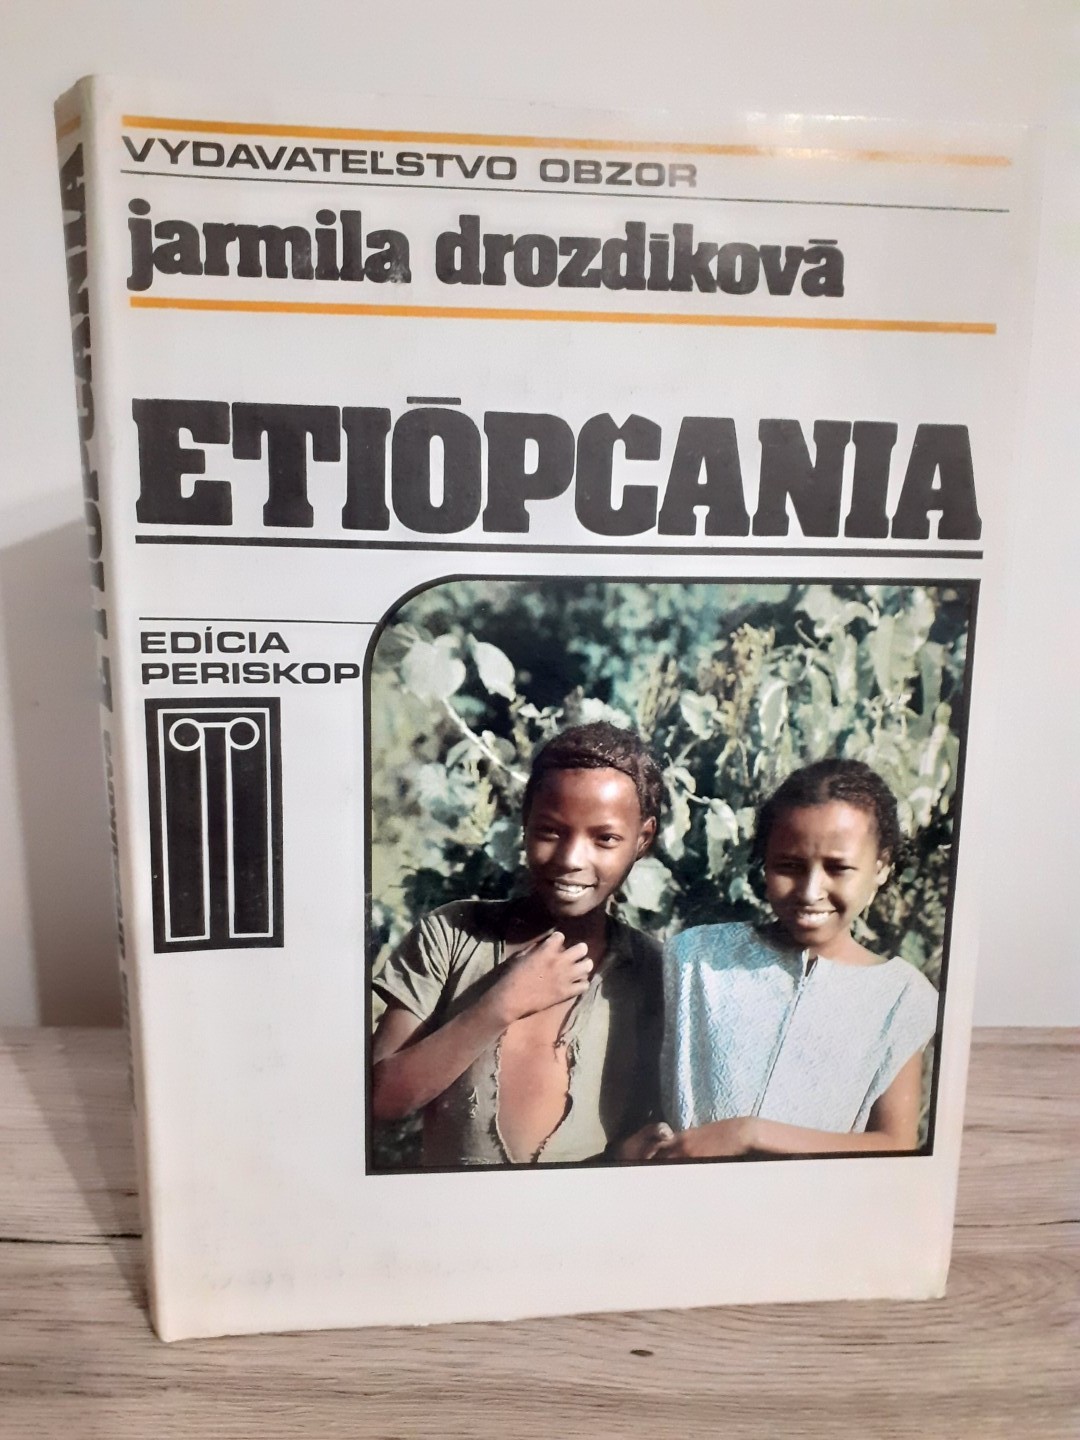 VYDAVATEĽSTVO OBZOR
jarmila drozdíková
ETIÓPČANIA
EDÍCIA
PERISKOP